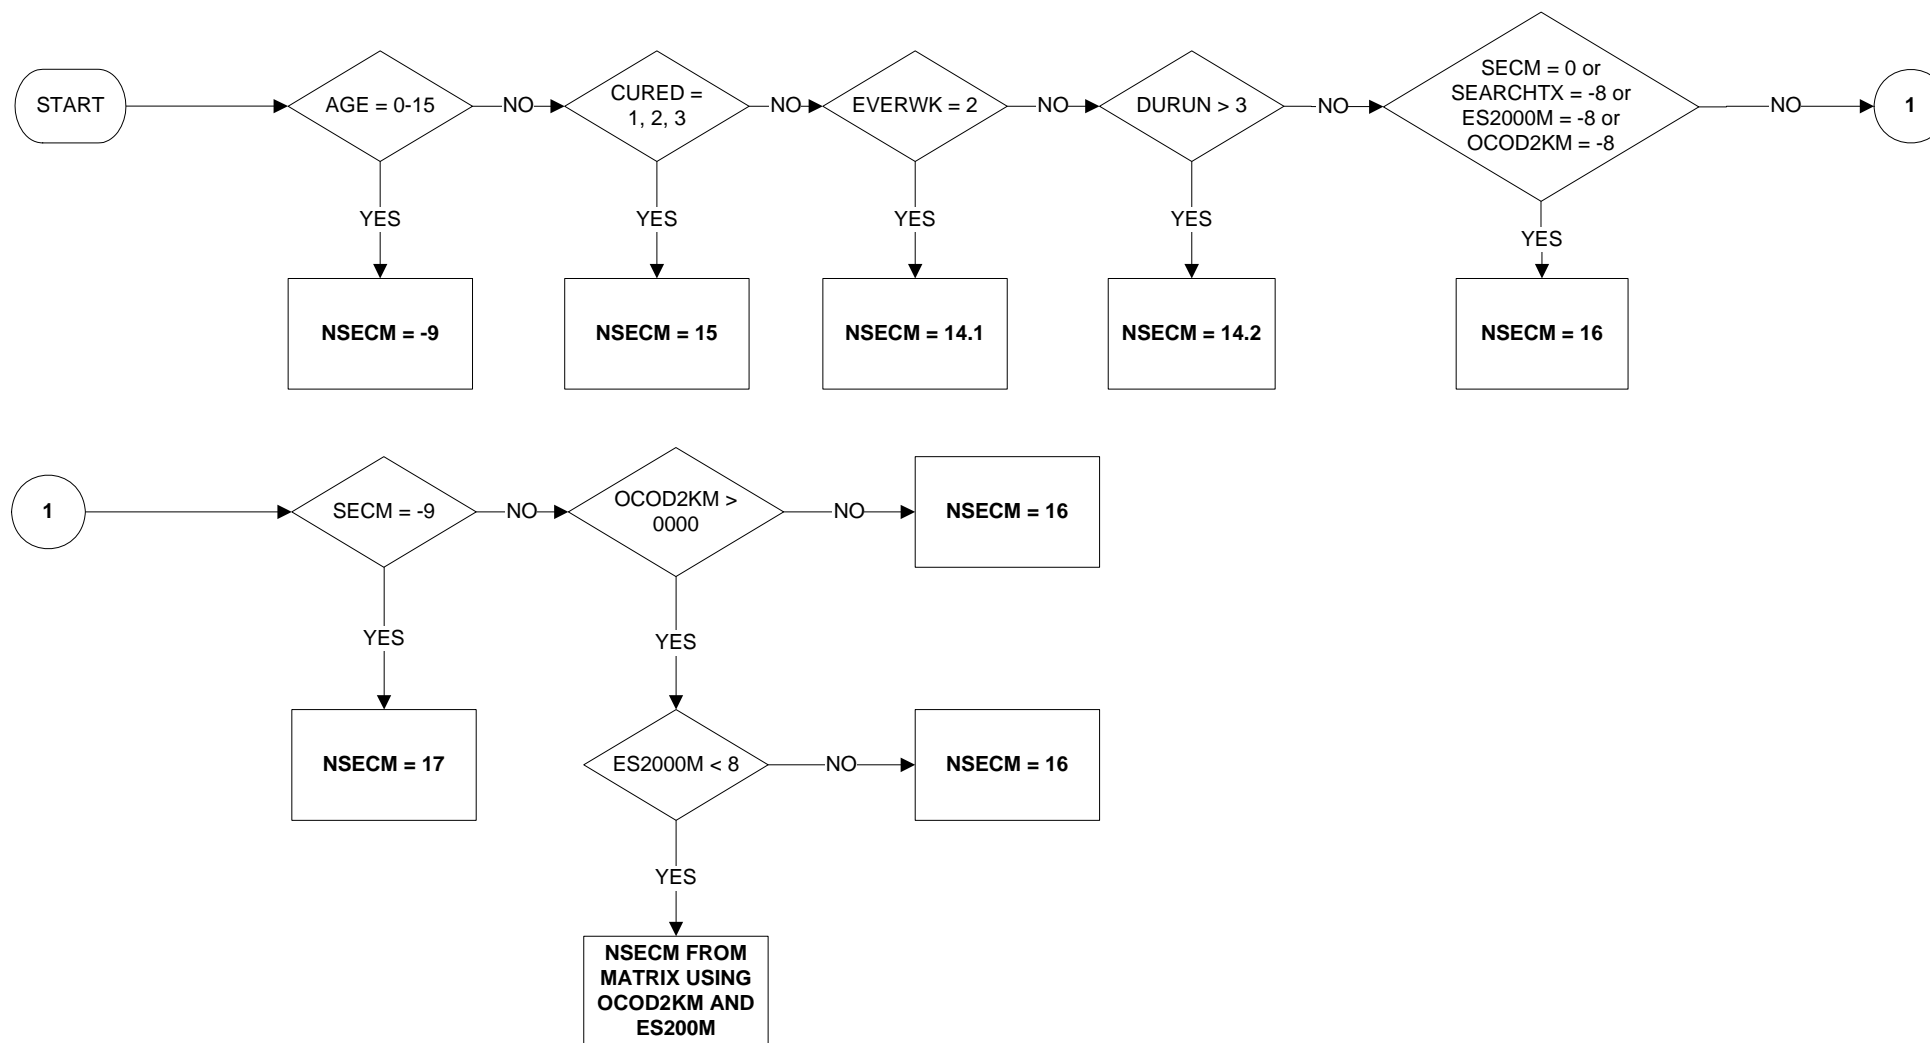 START
AGE = 0-15
NO
CURED =
1, 2, 3
NO
EVERWK = 2
NO
DURUN > 3
NO
SECM = 0 or
SEARCHTX = -8 or
ES2000M = -8 or
OCOD2KM = -8
NO
1
YES
YES
YES
YES
YES
NSECM = -9
NSECM = 15
NSECM = 14.1
NSECM = 14.2
NSECM = 16
1
SECM = -9
NO
OCOD2KM >
0000
NO
NSECM = 16
YES
YES
NSECM = 17
ES2000M < 8
NO
NSECM = 16
YES
NSECM FROM
MATRIX USING
OCOD2KM AND
ES200M